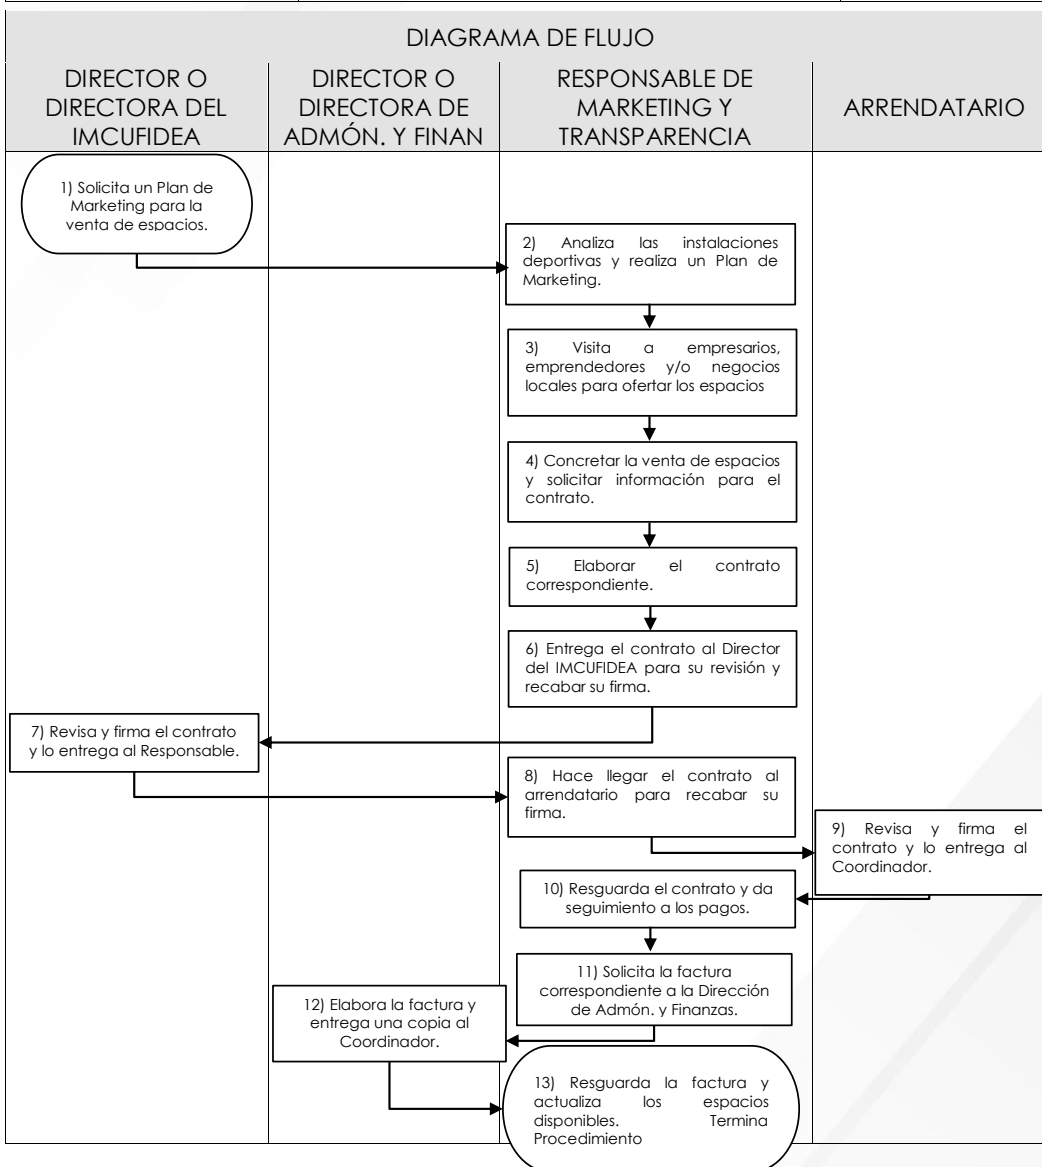 DIAGRAMA DE FLUJO
DIRECTOR O
DIRECTORA DEL
IMCUFIDEA
DIRECTOR O
DIRECTORA DE
ADMÓN. Y FINAN
RESPONSABLE DE
MARKETING Y
TRANSPARENCIA
ARRENDATARIO
1) Solicita un Plan de
Marketing para la
venta de espacios.
2) Analiza las instalaciones
deportivas y realiza un Plan de
Marketing.
3) Visita a empresarios,
emprendedores y/o negocios
locales para ofertar los espacios
4) Concretar la venta de espacios
y solicitar información para el
contrato.
5) Elaborar el contrato
correspondiente.
6) Entrega el contrato al Director
del IMCUFIDEA para su revisión y
recabar su firma.
7) Revisa y firma el contrato
y lo entrega al Responsable.
8) Hace llegar el contrato al
arrendatario para recabar su
firma.
9) Revisa y firma el
contrato y lo entrega al
Coordinador.
10) Resguarda el contrato y da
seguimiento a los pagos.
11) Solicita la factura
correspondiente a la Dirección
de Admón. y Finanzas.
12) Elabora la factura y
entrega una copia al
Coordinador.
13) Resguarda la factura y
actualiza los espacios
disponibles. Termina
Procedimiento